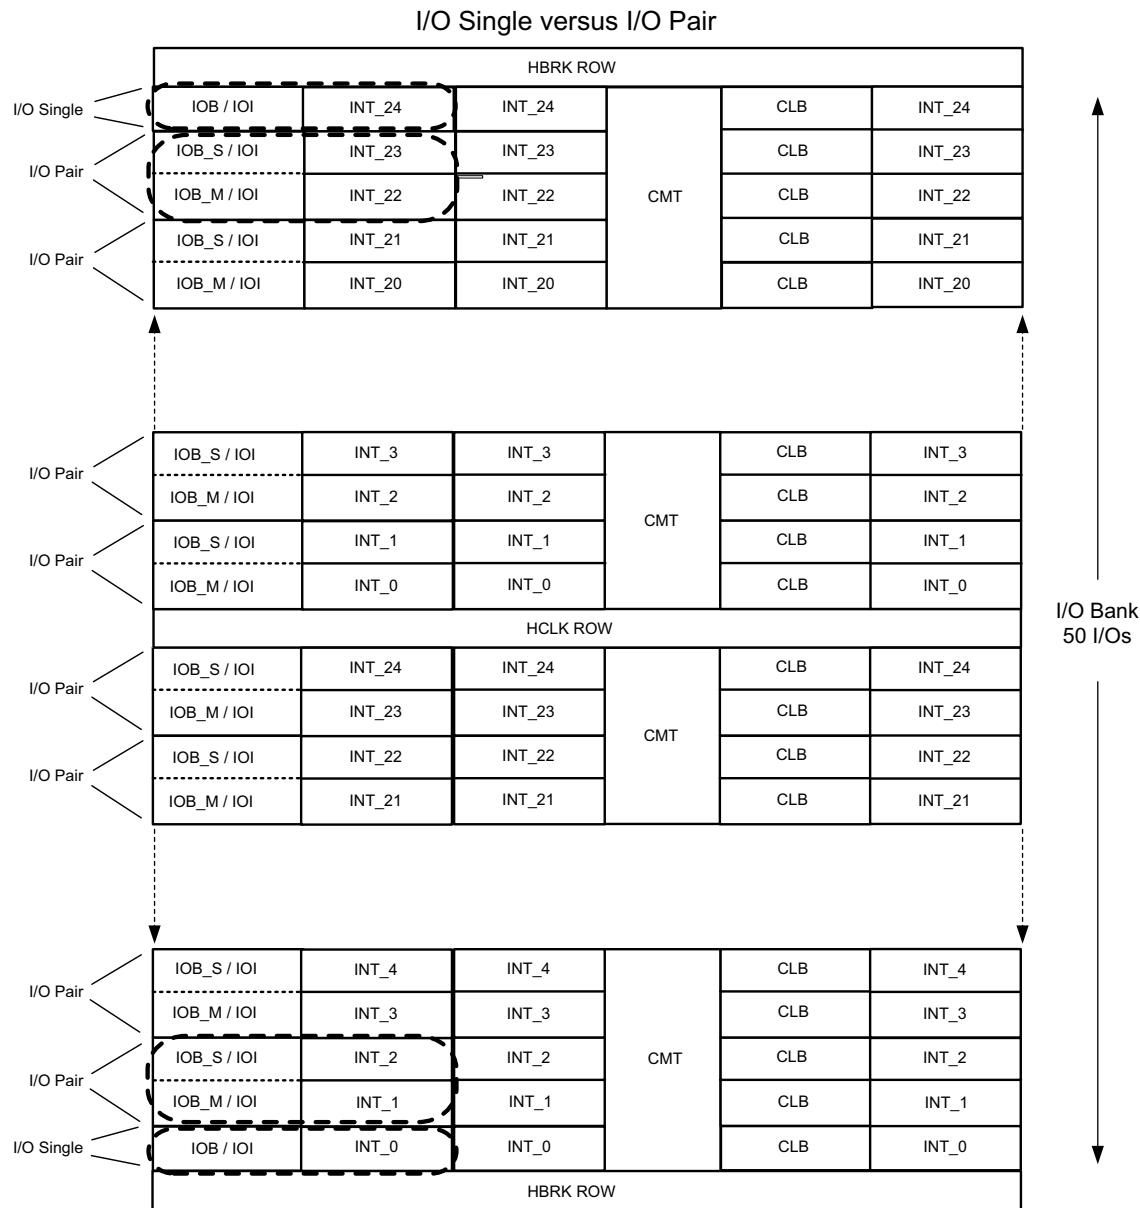 I/O Single versus I/O Pair
HBRK ROW
I/O Single
IOB / IOI INT_24 INT_24 CLB INT_24
I/O Pair
IOB_S / IOI INT_23 INT_23 CLB INT_23
IOB_M / IOI INT_22 INT_22 CMT CLB INT_22
I/O Pair
IOB_S / IOI INT_21 INT_21 CLB INT_21
IOB_M / IOI INT_20 INT_20 CLB INT_20
I/O Pair
IOB_S / IOI INT_3 INT_3 CLB INT_3
IOB_M / IOI INT_2 INT_2 CLB INT_2
CMT
I/O Pair
IOB_S / IOI INT_1 INT_1 CLB INT_1
IOB_M / IOI INT_0 INT_0 CLB INT_0
I/O Bank
50 I/Os
HCLK ROW
I/O Pair
IOB_S / IOI INT_24 INT_24 CLB INT_24
IOB_M / IOI INT_23 INT_23 CLB INT_23
CMT
I/O Pair
IOB_S / IOI INT_22 INT_22 CLB INT_22
IOB_M / IOI INT_21 INT_21 CLB INT_21
I/O Pair
IOB_S / IOI INT_4 INT_4 CLB INT_4
IOB_M / IOI INT_3 INT_3 CLB INT_3
I/O Pair
IOB_S / IOI INT_2 INT_2 CMT CLB INT_2
IOB_M / IOI INT_1 INT_1 CLB INT_1
I/O Single
IOB / IOI INT_0 INT_0 CLB INT_0
HBRK ROW